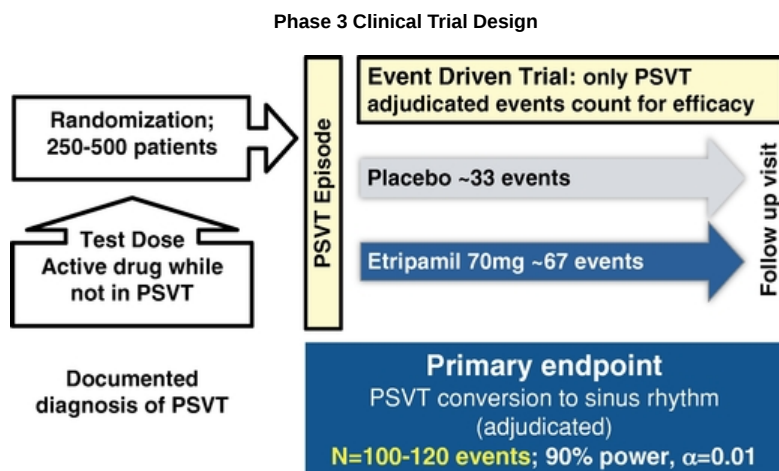 Phase 3 Clinical Trial Design
Randomization;
250-500 patients
Test Dose
Active drug while
not in PSVT
Documented
diagnosis of PSVT
PSVT Episode
Event Driven Trial: only PSVT
adjudicated events count for efficacy
Placebo ~33 events
Etripamil 70mg ~67 events
Follow up visit
Primary endpoint
PSVT conversion to sinus rhythm
(adjudicated)
N=100-120 events; 90% power, α=0.01